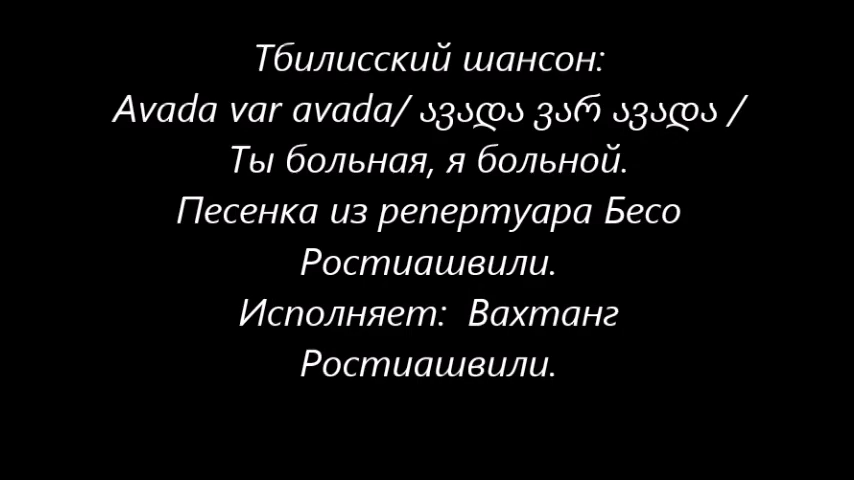 Тбилисский шансон:
Avada var avada/ ავადა ვარ ავადა /
Ты больная, я больной.
Песенка из репертуара Бесо
Ростиашвили.
Исполняет:  Вахтанг
Ростиашвили.